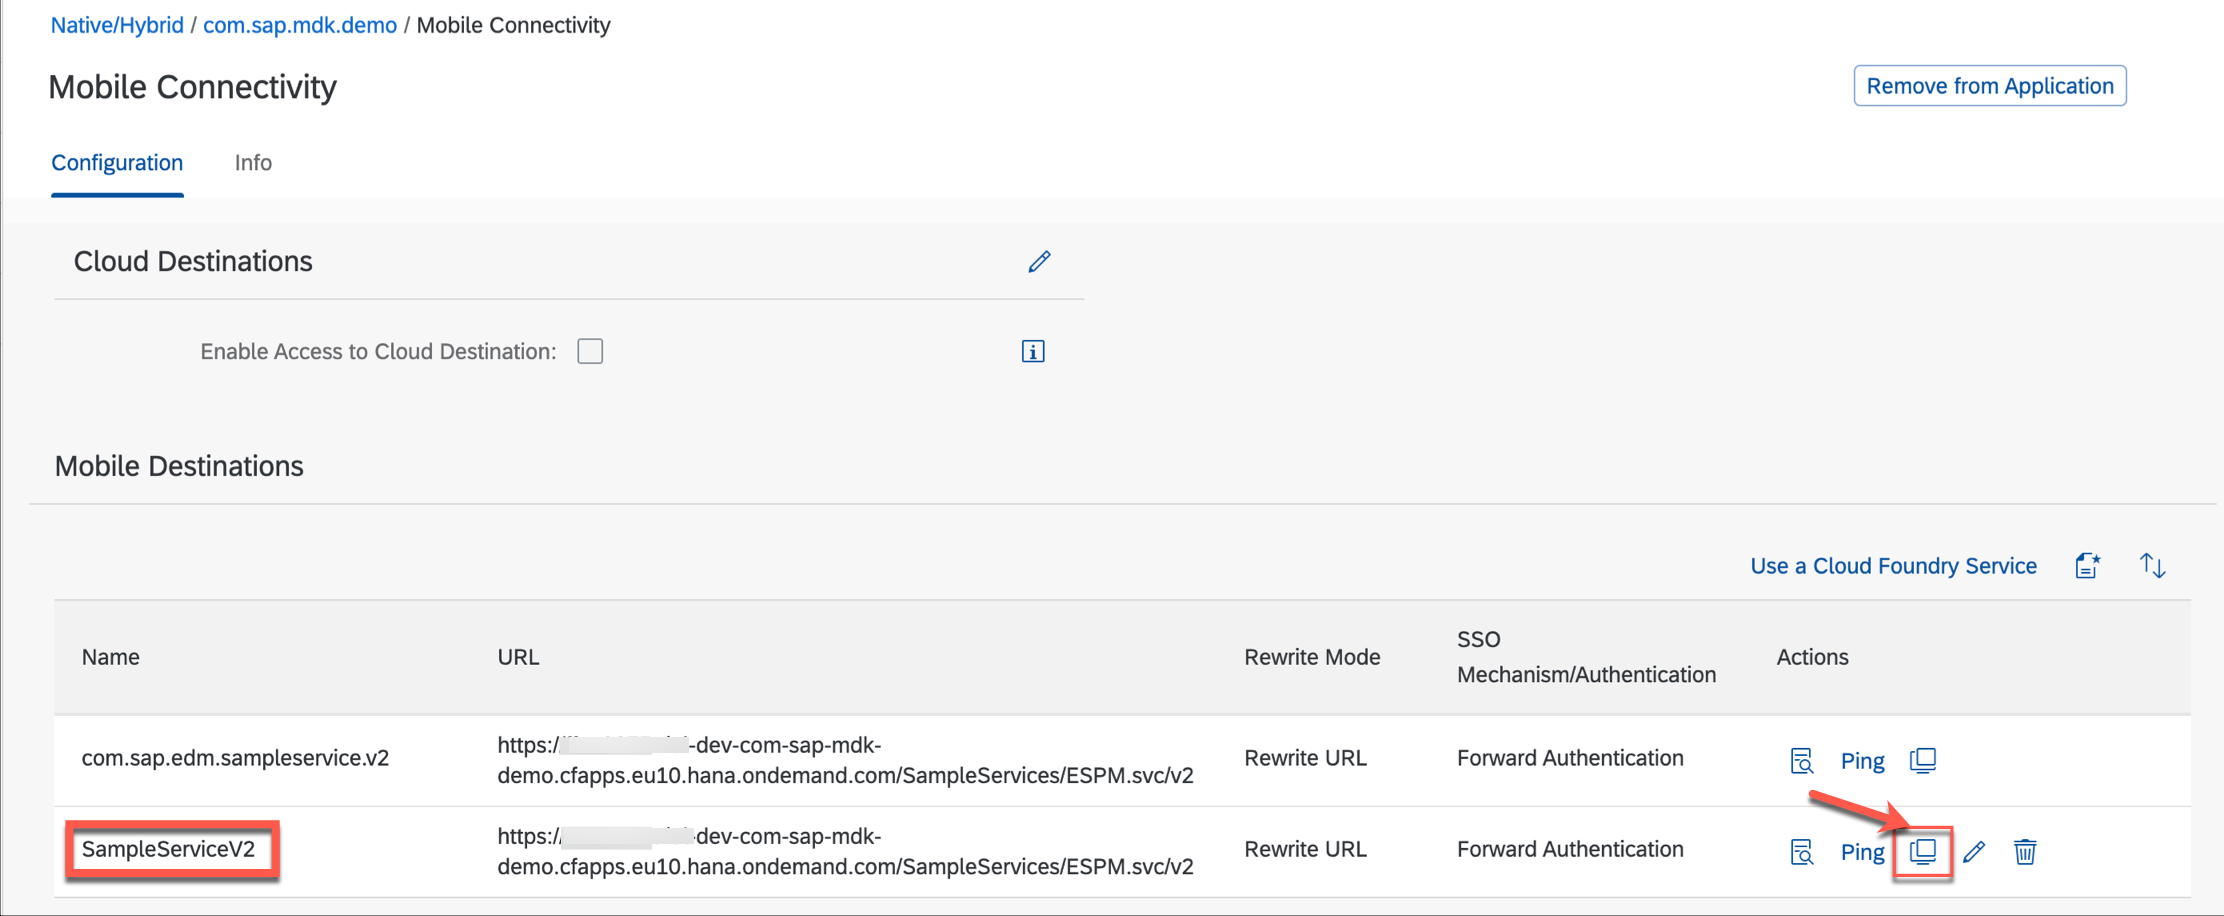 Native/Hybrid / com.sap.mdk.demo / Mobile Connectivity
Mobile Connectivity
Remove from Application
Configuration
Info
Cloud Destinations
Enable Access to Cloud Destination:
Mobile Destinations
Use a Cloud Foundry Service
Name
URL
Rewrite Mode
SSO
Mechanism/Authentication
Actions
com.sap.edm.sampleservice.v2
https:/ -dev-com-sap-mdk-
demo.cfapps.eu10.hana.ondemand.com/SampleServices/ESPM.svc/v2
Rewrite URL
Forward Authentication
Ping
SampleServiceV2
https:/ -dev-com-sap-mdk-
demo.cfapps.eu10.hana.ondemand.com/SampleServices/ESPM.svc/v2
Rewrite URL
Forward Authentication
Ping